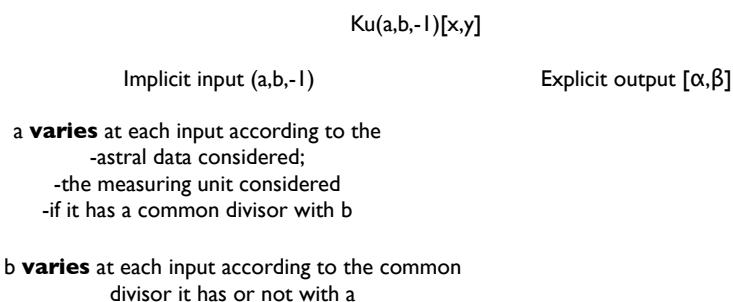 Ku(a,b,-1)[x,y]
Implicit input (a,b,-1)
Explicit output [α,β]
a varies at each input according to the
-astral data considered;
-the measuring unit considered
-if it has a common divisor with b
b varies at each input according to the common
divisor it has or not with a